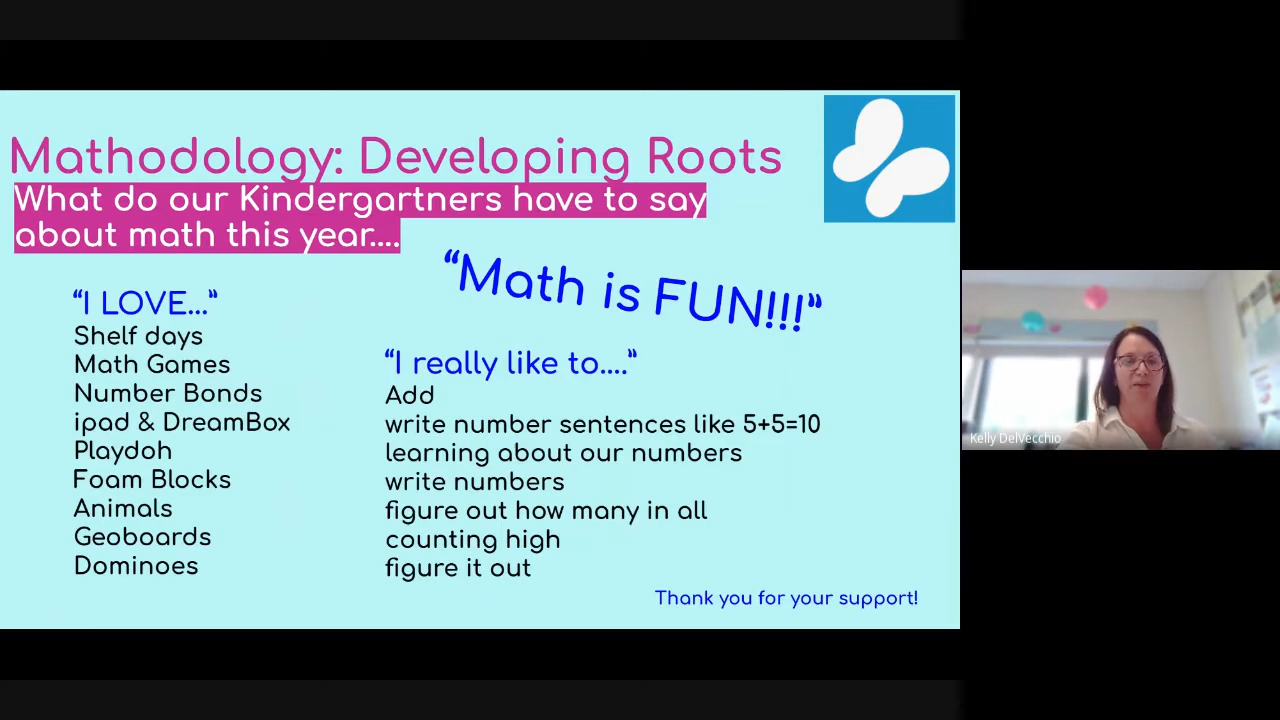 Mathodology: Developing Roots
What do our Kindergartners have to say
about math this year....
“Math is FUN!!!”
“I LOVE...”
Shelf days
Math Games
Number Bonds
ipad & DreamBox
Playdoh
Foam Blocks
Animals
Geoboards
Dominoes
“I really like to....”
Add
write number sentences like 5+5=10
learning about our numbers
write numbers
figure out how many in all
counting high
figure it out
Thank you for your support!
Kelly DelVecchio